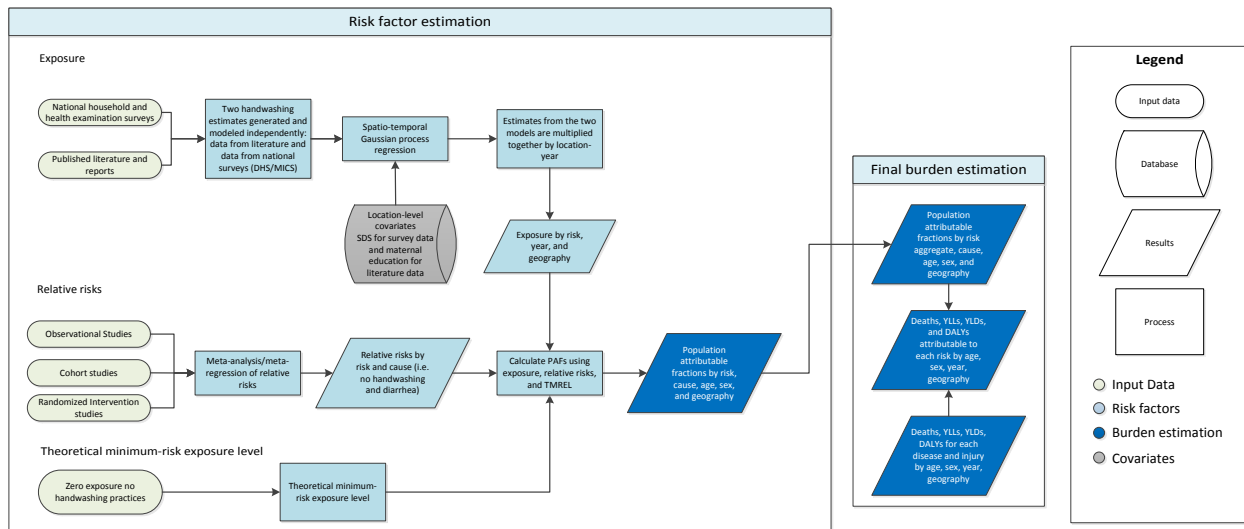 Risk factor estimation
Exposure
National household and
health examination surveys
Published literature and
reports
Two handwashing
estimates generated and
modeled independently:
data from literature and
data from national
surveys (DHS/MICS)
Spatio-temporal
Gaussian process
regression
Estimates from the two
models are multiplied
together by location-
year
Location-level
covariates
SDS for survey data
and maternal
education for
literature data
Exposure by risk,
year, and
geography
Relative risks
Observational Studies
Cohort studies
Randomized Intervention
studies
Meta-analysis/meta-
regression of relative
risks
Relative risks by
risk and cause (i.e.
no handwashing
and diarrhea)
Calculate PAFs using
exposure, relative risks,
and TMREL
Population
attributable
fractions by risk,
cause, age, sex,
and geography
Theoretical minimum-risk exposure level
Zero exposure no
handwashing practices
Theoretical minimum-
risk exposure level
Final burden estimation
Population
attributable
fractions by risk
aggregate, cause,
age, sex, and
geography
Deaths, YLLs, YLDs,
and DALYs
attributable to
each risk by age,
sex, year,
geography
Deaths, YLLs, YLDs,
DALYs for each
disease and injury
by age, sex, year,
geography
Legend
Input data
Database
Results
Process
Input Data
Risk factors
Burden estimation
Covariates